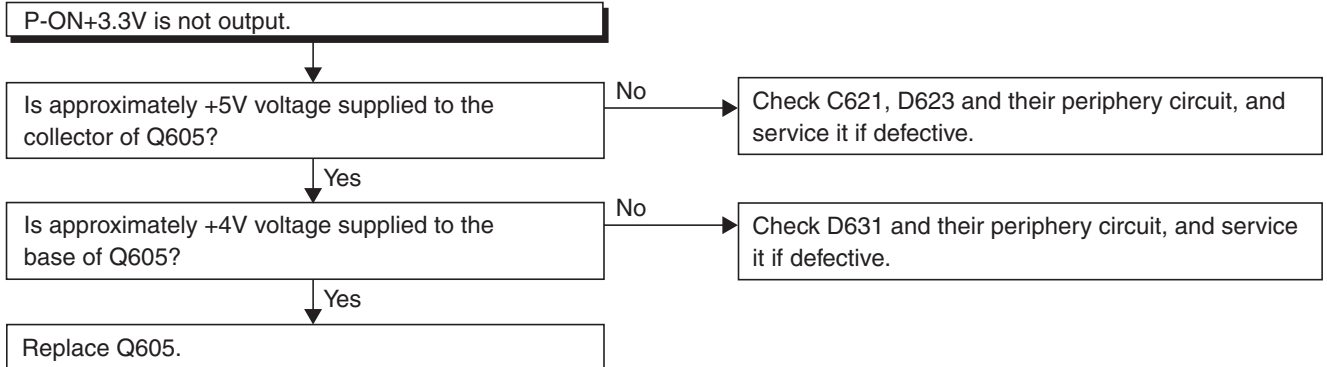 P-ON+3.3V is not output.
Is approximately +5V voltage supplied to the
collector of Q605?
No
Check C621, D623 and their periphery circuit, and
service it if defective.
Yes
Is approximately +4V voltage supplied to the
base of Q605?
No
Check D631 and their periphery circuit, and service
it if defective.
Yes
Replace Q605.